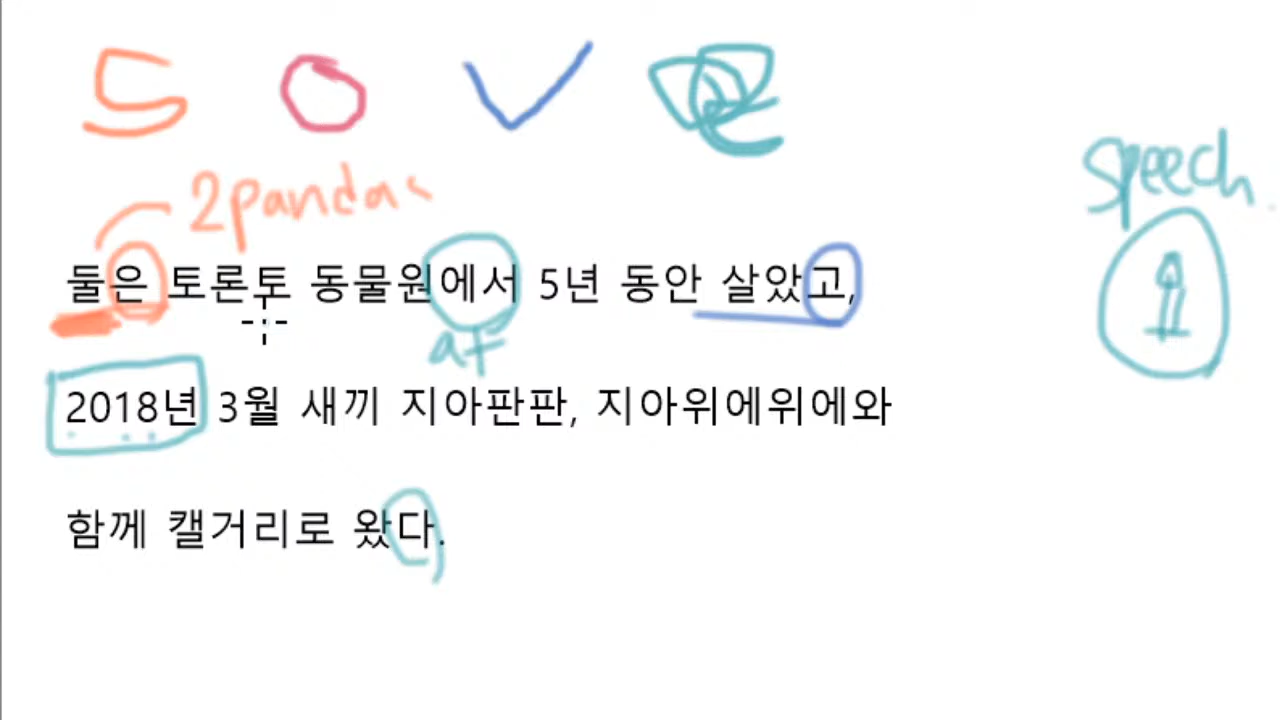 S O V
speech
2pandas
둘은 토론토 동물원에서 5년 동안 살았고,
at
2018년 3월 새끼 지아판판, 지아위에위에와
함께 캘거리로 왔다.